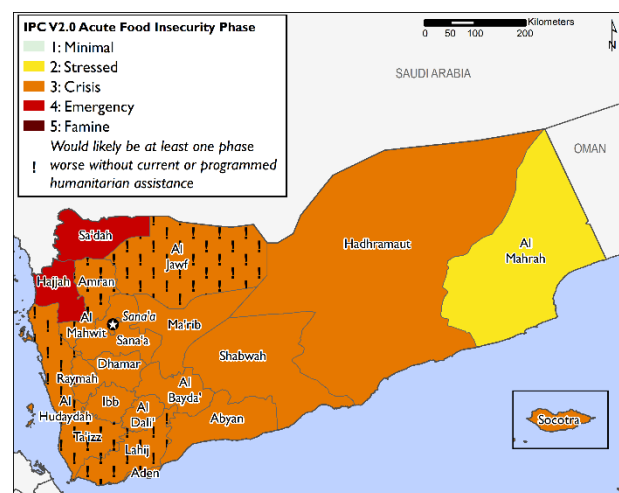 IPC V2.0 Acute Food Insecurity Phase
1: Minimal
2: Stressed
3: Crisis
4: Emergency
5: Famine
Would likely be at least one phase
! worse without current or programmed
humanitarian assistance
Kilometers
0 50 100 200
N
SAUDI ARABIA
OMAN
Sa'dah
Hadhramaut
Al
Mahrah
Al
Jawf
Hajjah
Amran
Sana'a
Al
Mahwit
Sana'a
Ma'rib
Shabwah
Dhamar
Raymah
Al
Bayda'
Ibb
Al
Hudaydah
Al
Dali'
Abyan
Ta'izz
Lahij
Aden
Socotra